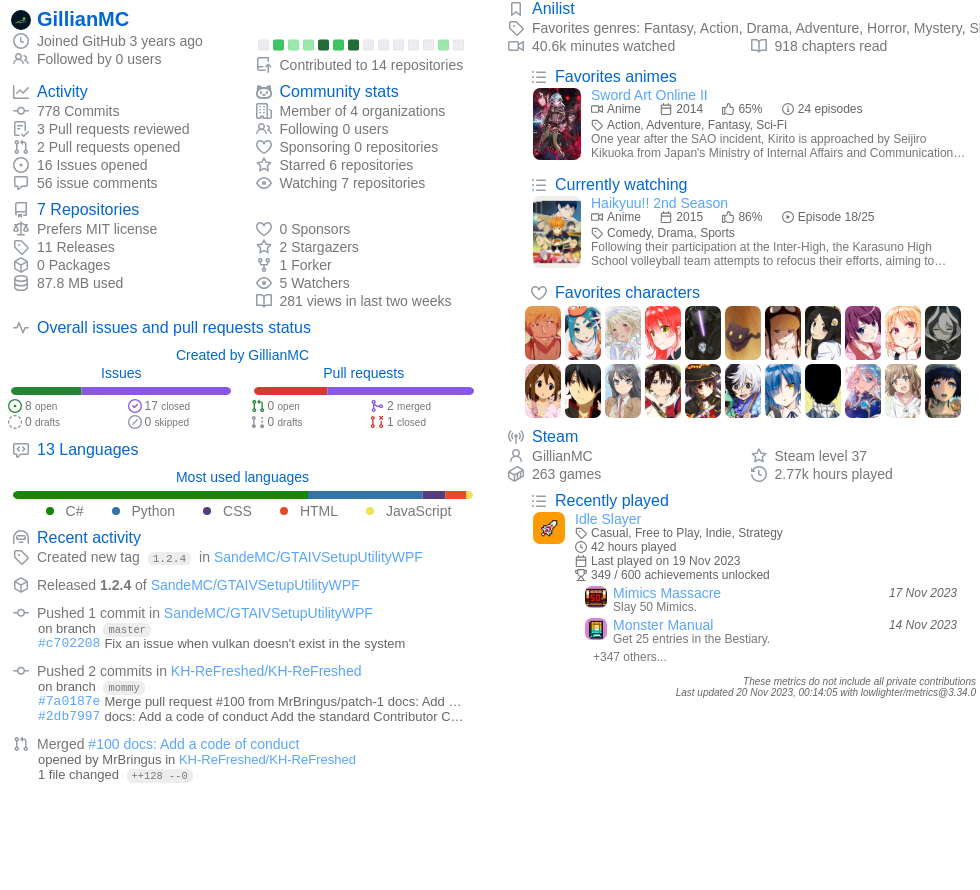 GillianMC
Joined GitHub 3 years ago
Followed by 0 users
Contributed to 14 repositories
Activity
778 Commits
3 Pull requests reviewed
2 Pull requests opened
16 Issues opened
56 issue comments
Community stats
Member of 4 organizations
Following 0 users
Sponsoring 0 repositories
Starred 6 repositories
Watching 7 repositories
7 Repositories
Prefers MIT license
11 Releases
0 Packages
87.8 MB used
0 Sponsors
2 Stargazers
1 Forker
5 Watchers
281 views in last two weeks
Overall issues and pull requests status
Created by GillianMC
Issues
8 open 17 closed
0 drafts 0 skipped
Pull requests
0 open 2 merged
0 drafts 1 closed
13 Languages
Most used languages
C# Python CSS HTML JavaScript
Recent activity
Created new tag 1.2.4 in SandeMC/GTAIVSetupUtilityWPF
Released 1.2.4 of SandeMC/GTAIVSetupUtilityWPF
Pushed 1 commit in SandeMC/GTAIVSetupUtilityWPF
on branch master
#c702208 Fix an issue when vulkan doesn't exist in the system
Pushed 2 commits in KH-ReFreshed/KH-ReFreshed
on branch mommy
#7a0187e Merge pull request #100 from MrBringus/patch-1 docs: Add …
#2db7997 docs: Add a code of conduct Add the standard Contributor C…
Merged #100 docs: Add a code of conduct
opened by MrBringus in KH-ReFreshed/KH-ReFreshed
1 file changed ++128 --0
Anilist
Favorites genres: Fantasy, Action, Drama, Adventure, Horror, Mystery, S
40.6k minutes watched
918 chapters read
Favorites animes
Sword Art Online II
Anime 2014 65% 24 episodes
Action, Adventure, Fantasy, Sci-Fi
One year after the SAO incident, Kirito is approached by Seijiro
Kikuoka from Japan's Ministry of Internal Affairs and Communication…
Currently watching
Haikyuu!! 2nd Season
Anime 2015 86% Episode 18/25
Comedy, Drama, Sports
Following their participation at the Inter-High, the Karasuno High
School volleyball team attempts to refocus their efforts, aiming to…
Favorites characters
Steam
GillianMC
263 games
Steam level 37
2.77k hours played
Recently played
Idle Slayer
Casual, Free to Play, Indie, Strategy
42 hours played
Last played on 19 Nov 2023
349 / 600 achievements unlocked
Mimics Massacre 17 Nov 2023
Slay 50 Mimics.
Monster Manual 14 Nov 2023
Get 25 entries in the Bestiary.
+347 others...
These metrics do not include all private contributions
Last updated 20 Nov 2023, 00:14:05 with lowlighter/metrics@3.34.0